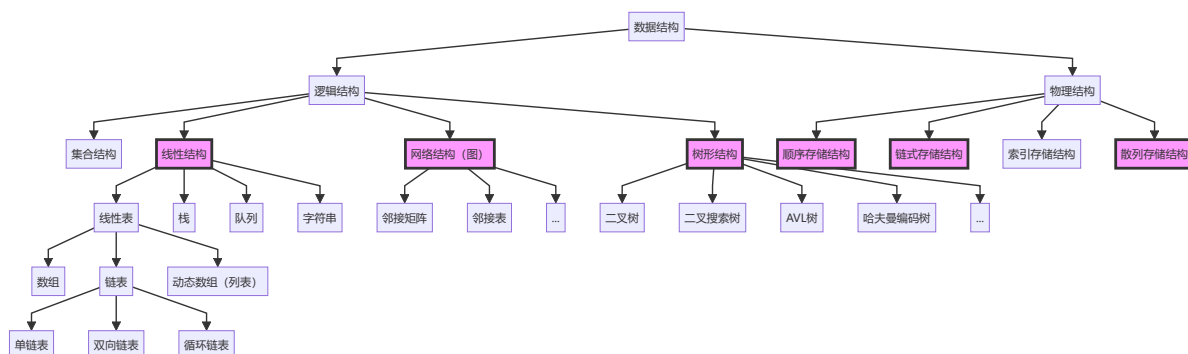 数据结构
逻辑结构
物理结构
集合结构
线性结构
网络结构（图）
树形结构
顺序存储结构
链式存储结构
索引存储结构
散列存储结构
线性表
栈
队列
字符串
邻接矩阵
邻接表
...
二叉树
二叉搜索树
AVL树
哈夫曼编码树
...
数组
链表
动态数组（列表）
单链表
双向链表
循环链表